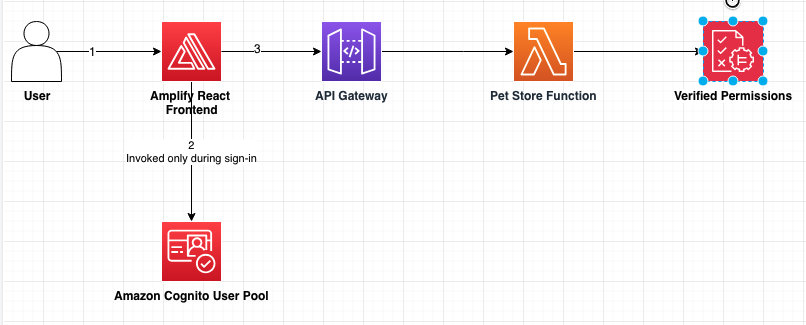 1
3
User
Amplify React
Frontend
API Gateway
Pet Store Function
Verified Permissions
2
Invoked only during sign-in
Amazon Cognito User Pool